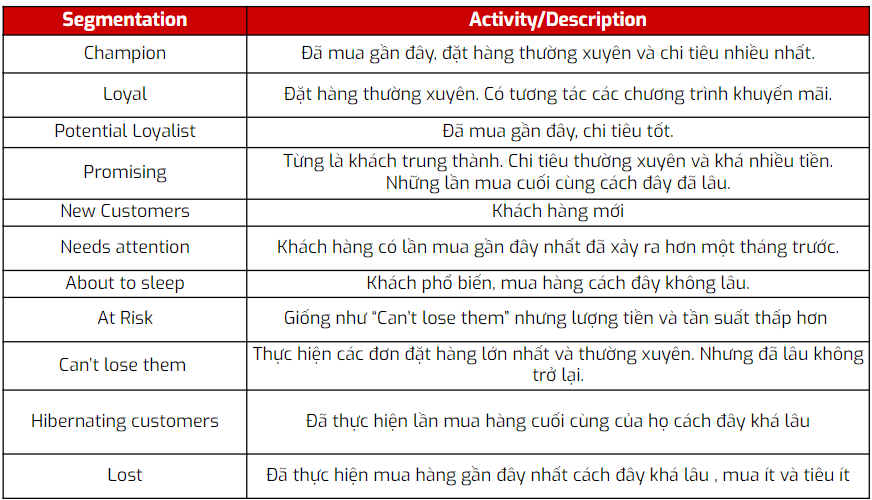 Segmentation Activity/Description
Champion Đã mua gần đây, đặt hàng thường xuyên và chi tiêu nhiều nhất.
Loyal Đặt hàng thường xuyên. Có tương tác các chương trình khuyến mãi.
Potential Loyalist Đã mua gần đây, chi tiêu tốt.
Promising Từng là khách trung thành. Chi tiêu thường xuyên và khá nhiều tiền.
Những lần mua cuối cùng cách đây đã lâu.
New Customers Khách hàng mới
Needs attention Khách hàng có lần mua gần đây nhất đã xảy ra hơn một tháng trước.
About to sleep Khách phổ biến, mua hàng cách đây không lâu.
At Risk Giống như “Can’t lose them” nhưng lượng tiền và tần suất thấp hơn
Can’t lose them Thực hiện các đơn đặt hàng lớn nhất và thường xuyên. Nhưng đã lâu không
trở lại.
Hibernating customers Đã thực hiện lần mua hàng cuối cùng của họ cách đây khá lâu
Lost Đã thực hiện mua hàng gần đây nhất cách đây khá lâu , mua ít và tiêu ít